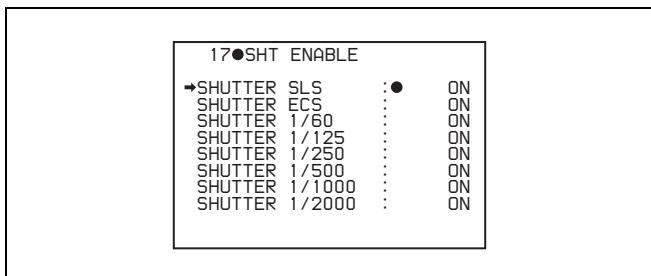 17●SHT ENABLE
➡SHUTTER SLS :● ON
SHUTTER ECS : ON
SHUTTER 1/60 : ON
SHUTTER 1/125 : ON
SHUTTER 1/250 : ON
SHUTTER 1/500 : ON
SHUTTER 1/1000 : ON
SHUTTER 1/2000 : ON